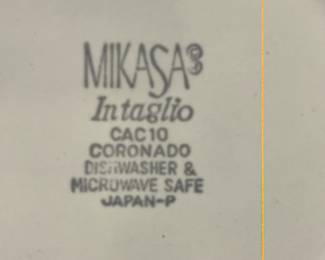 MIKASA
Intaglio
CAC10
CORONADO
DISHWASHER &
MICROWAVE SAFE
JAPAN-P